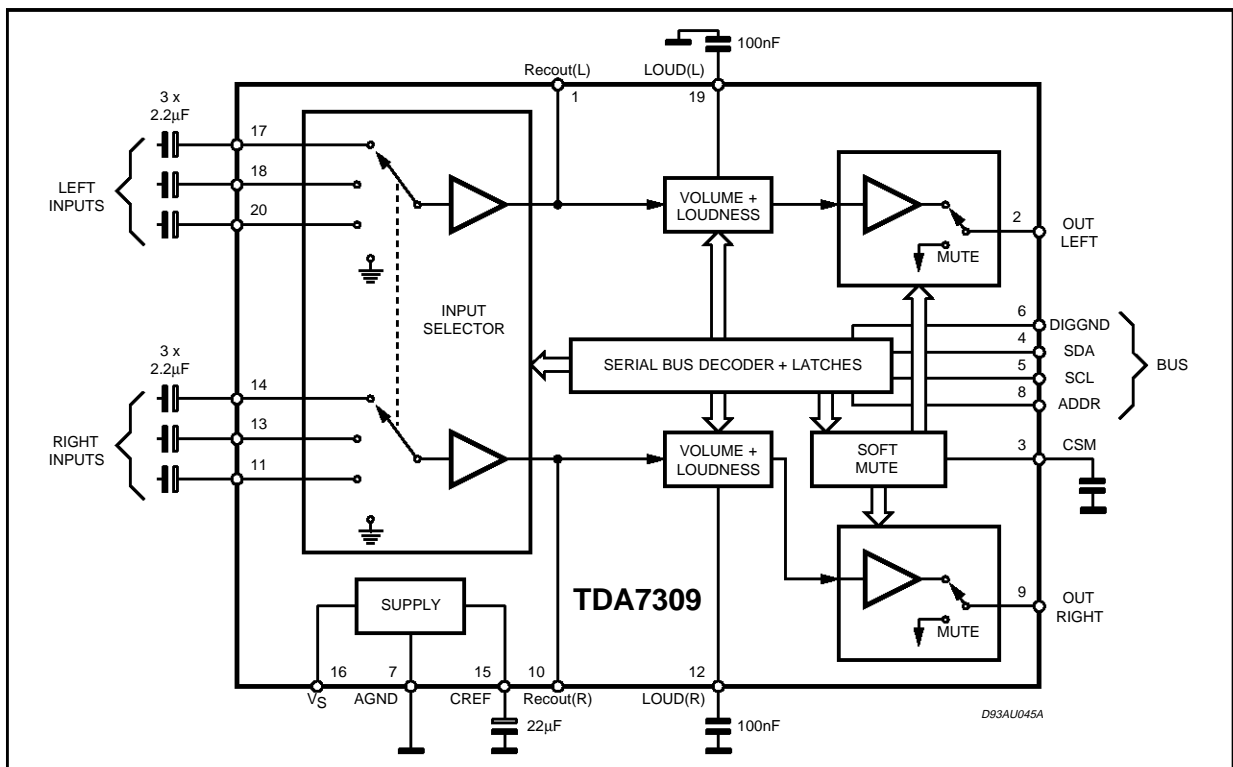 100nF
Recout(L)
LOUD(L)
1
19
3 x
2.2μF
17
18
20
LEFT
INPUTS
VOLUME +
LOUDNESS
MUTE
2
OUT
LEFT
INPUT
SELECTOR
SERIAL BUS DECODER + LATCHES
6
DIGGND
4
SDA
5
SCL
8
ADDR
BUS
3 x
2.2μF
14
13
11
RIGHT
INPUTS
VOLUME +
LOUDNESS
SOFT
MUTE
3
CSM
SUPPLY
TDA7309
MUTE
9
OUT
RIGHT
16
7
15
10
12
VS
AGND
CREF
Recout(R)
LOUD(R)
22μF
100nF
D93AU045A